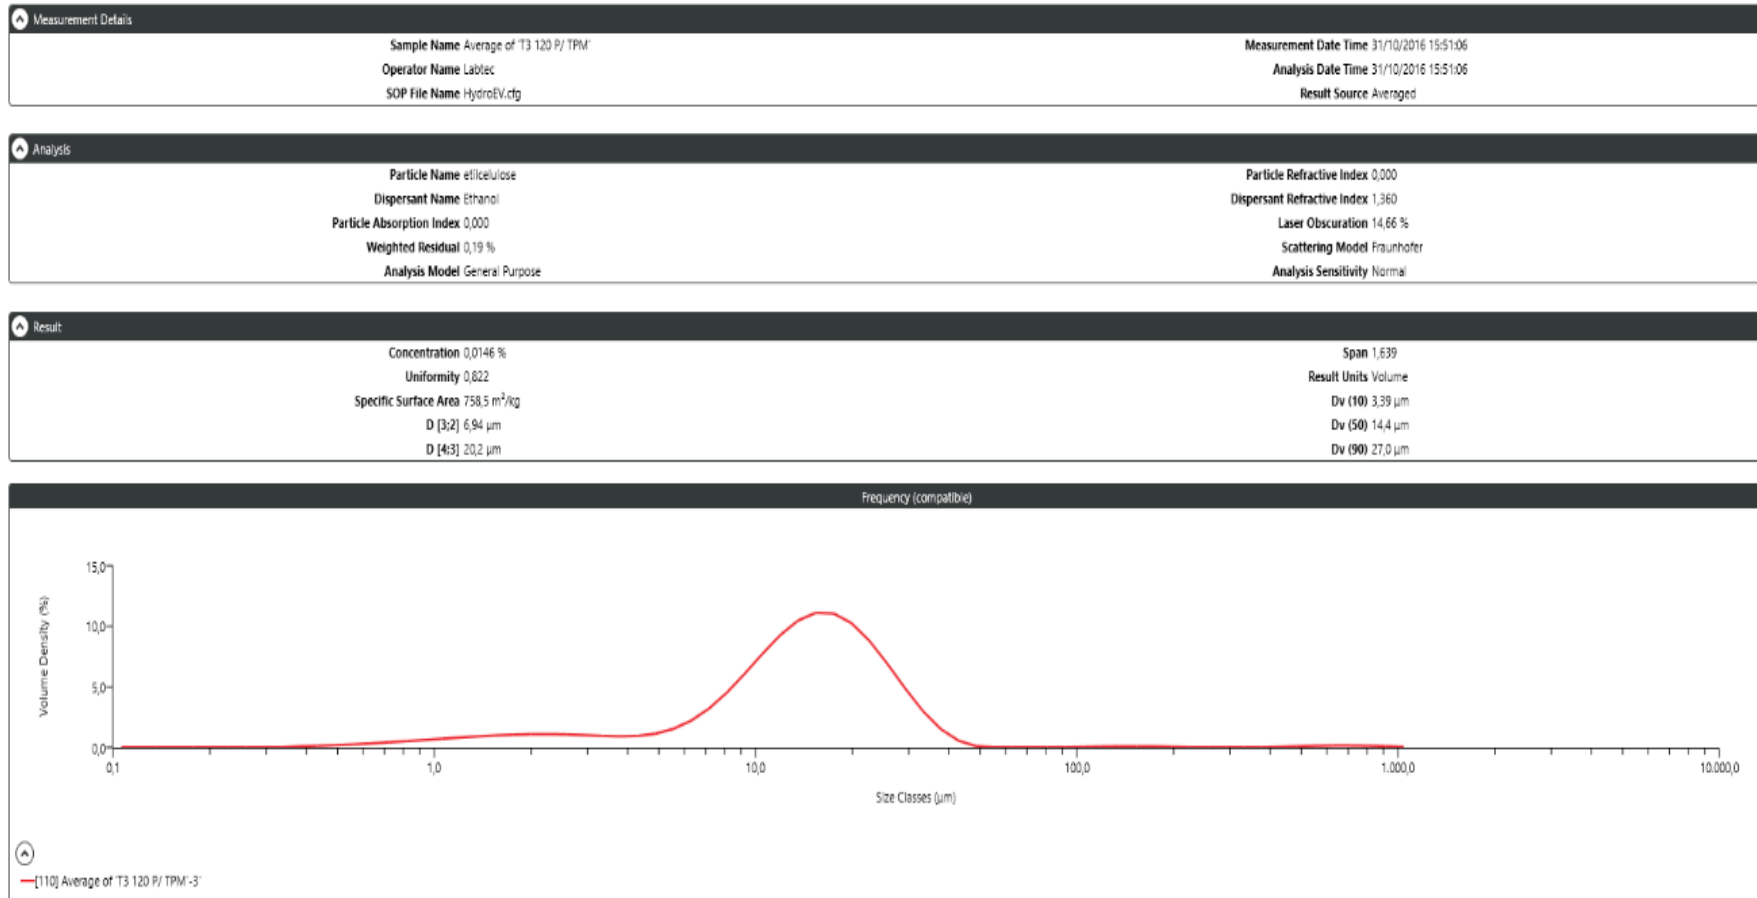 Measurement Details
Sample Name Average of 'T3 120 P/ TPM'
Measurement Date Time 31/10/2016 15:51:06
Operator Name Labtec
Analysis Date Time 31/10/2016 15:51:06
SOP File Name HydroEV.cfg
Result Source Averaged
Analysis
Particle Name etilcelulose
Particle Refractive Index 0,000
Dispersant Name Ethanol
Dispersant Refractive Index 1,360
Particle Absorption Index 0,000
Laser Obscuration 14,66 %
Weighted Residual 0,19 %
Scattering Model Fraunhofer
Analysis Model General Purpose
Analysis Sensitivity Normal
Result
Concentration 0,0146 %
Span 1,639
Uniformity 0,822
Result Units Volume
Specific Surface Area 758,5 m²/kg
Dv (10) 3,39 µm
D [3;2] 6,94 µm
Dv (50) 14,4 µm
D [4;3] 20,2 µm
Dv (90) 27,0 µm
Frequency (compatible)
Volume Density (%)
15,0
10,0
5,0
0,0
0,1 1,0 10,0 100,0 1.000,0 10.000,0
Size Classes (µm)
[110] Average of 'T3 120 P/ TPM'-3'